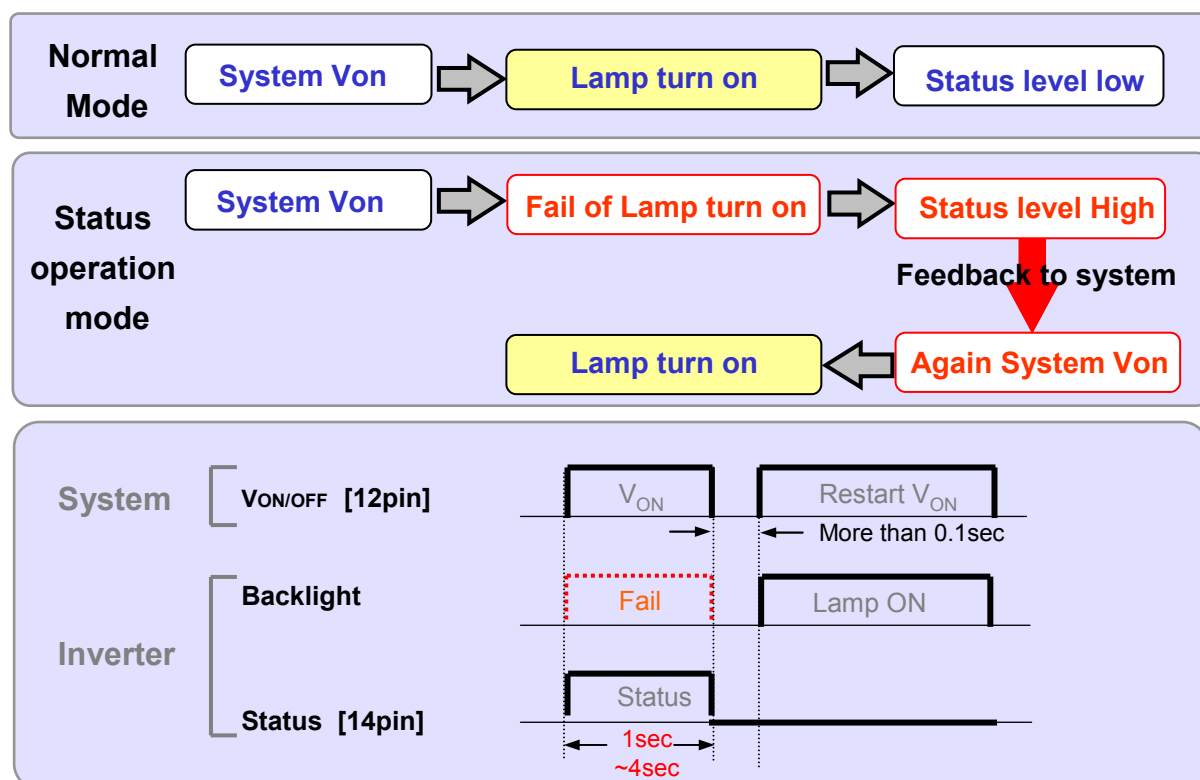 Normal
Mode
System Von
Lamp turn on
Status level low
Status
operation
mode
System Von
Fail of Lamp turn on
Status level High
Feedback to system
Lamp turn on
Again System Von
System
VON/OFF [12pin]
VON
Restart VON
More than 0.1sec
Inverter
Backlight
Fail
Lamp ON
Status [14pin]
Status
1sec
~4sec